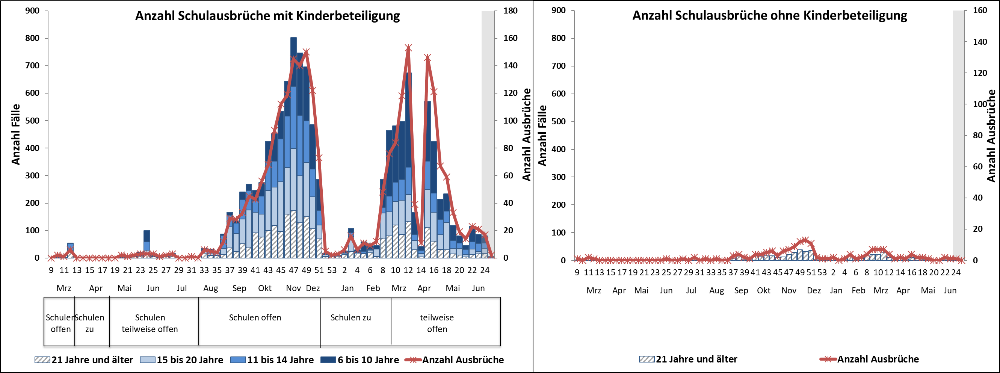 Anzahl Schulausbrüche mit Kinderbeteiligung
900 800 700 600 500 400 300 200 100 0
Anzahl Fälle
180 160 140 120 100 80 60 40 20 0
Anzahl Ausbrüche
9 11 13 15 17 19 21 23 25 27 29 31 33 35 37 39 41 43 45 47 49 51 53 2 4 6 8 10 12 14 16 18 20 22 24
Mrz Apr Mai Jun Jul Aug Sep Okt Nov Dez Jan Feb Mrz Apr Mai Jun
Schulen offen
Schulen zu
Schulen teilweise offen
Schulen offen
Schulen zu
teilweise offen
21 Jahre und älter 15 bis 20 Jahre 11 bis 14 Jahre 6 bis 10 Jahre Anzahl Ausbrüche
Anzahl Schulausbrüche ohne Kinderbeteiligung
900 800 700 600 500 400 300 200 100 0
Anzahl Fälle
160 140 120 100 80 60 40 20 0
Anzahl Ausbrüche
9 11 13 15 17 19 21 23 25 27 29 31 33 35 37 39 41 43 45 47 49 51 53 2 4 6 8 10 12 14 16 18 20 22 24
Mrz Apr Mai Jun Jul Aug Sep Okt Nov Dez Jan Feb Mrz Apr Mai Jun
21 Jahre und älter Anzahl Ausbrüche